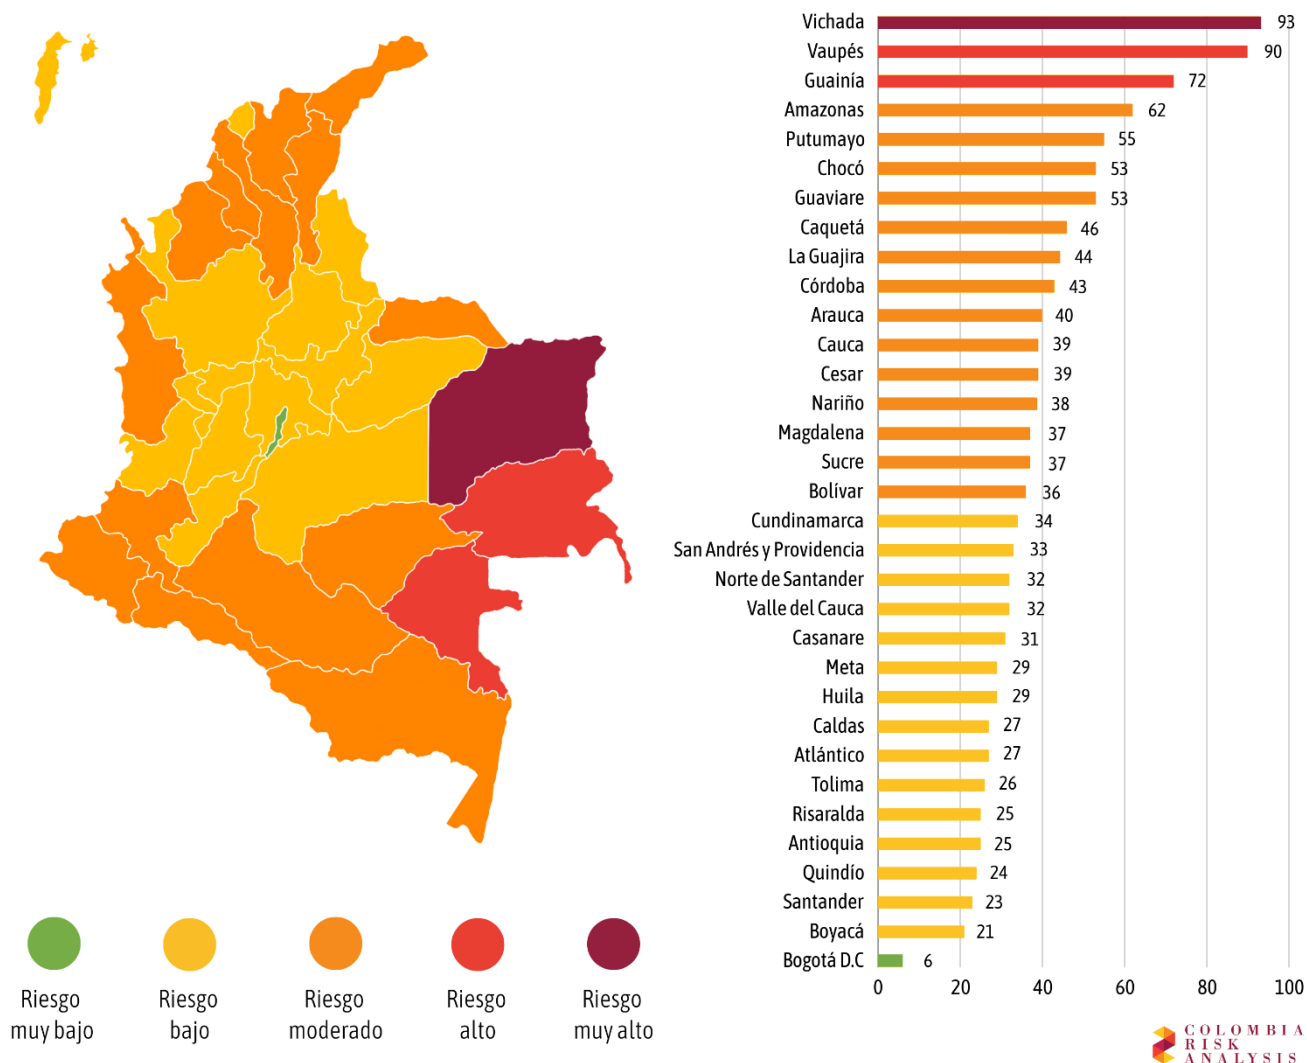 Vichada 93
Vaupés 90
Guainía 72
Amazonas 62
Putumayo 55
Chocó 53
Guaviare 53
Caquetá 46
La Guajira 44
Córdoba 43
Arauca 40
Cauca 39
Cesar 39
Nariño 38
Magdalena 37
Sucre 37
Bolívar 36
Cundinamarca 34
San Andrés y Providencia 33
Norte de Santander 32
Valle del Cauca 32
Casanare 31
Meta 29
Huila 29
Caldas 27
Atlántico 27
Tolima 26
Risaralda 25
Antioquia 25
Quindío 24
Santander 23
Boyacá 21
Bogotá D.C 6
0 20 40 60 80 100
Riesgo
muy bajo
Riesgo
bajo
Riesgo
moderado
Riesgo
alto
Riesgo
muy alto
COLOMBIA
RISK
ANALYSIS